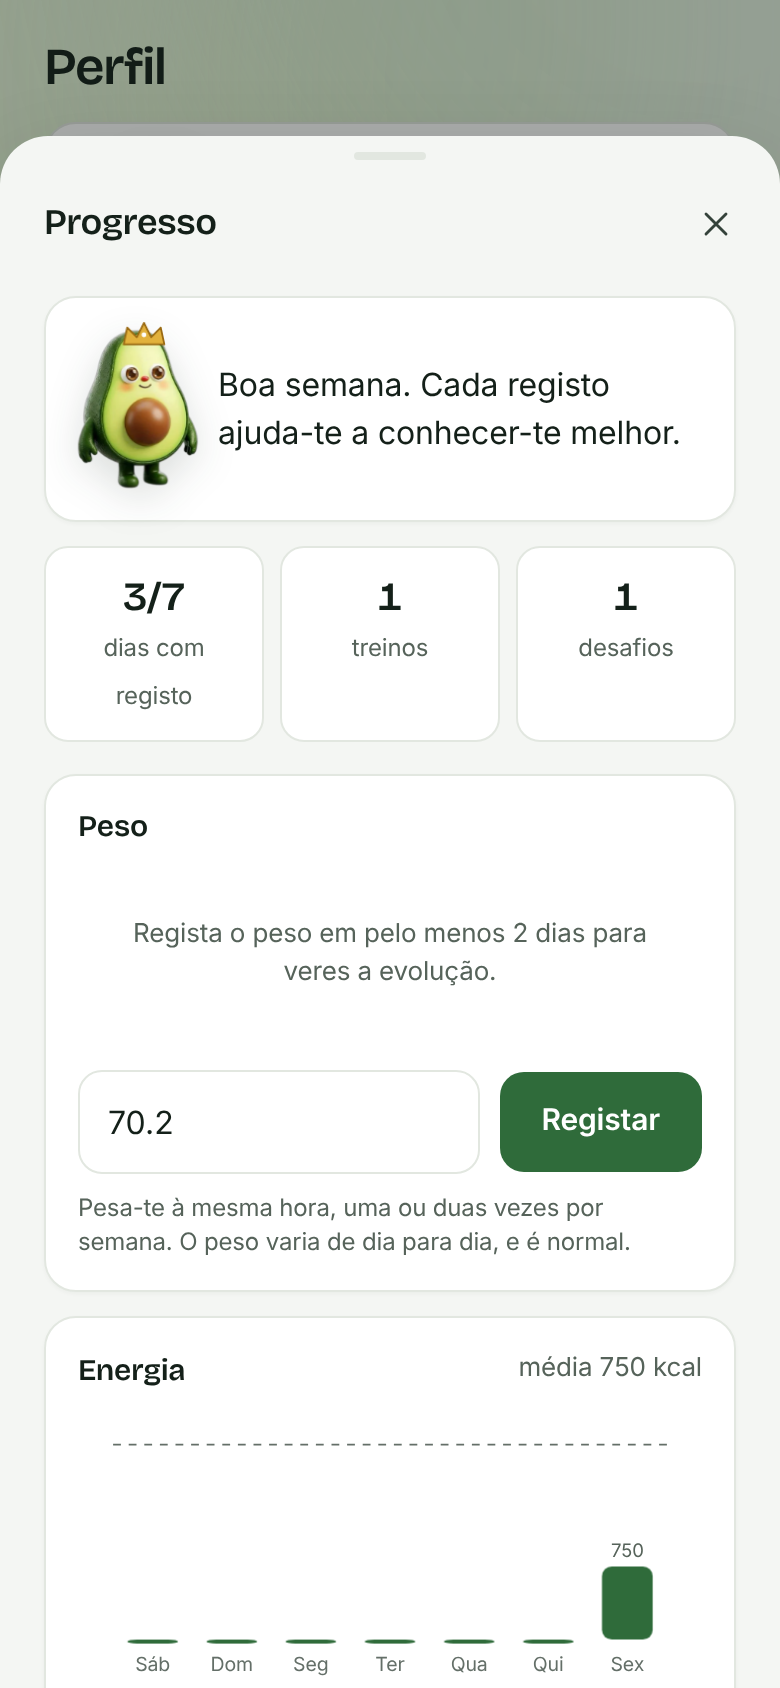 Perfil
Progresso
Boa semana. Cada registo
ajuda-te a conhecer-te melhor.
3/7
dias com
registo
1
treinos
1
desafios
Peso
Regista o peso em pelo menos 2 dias para
veres a evolução.
70.2
Registar
Pesa-te à mesma hora, uma ou duas vezes por
semana. O peso varia de dia para dia, e é normal.
Energia
média 750 kcal
750
Sáb Dom Seg Ter Qua Qui Sex